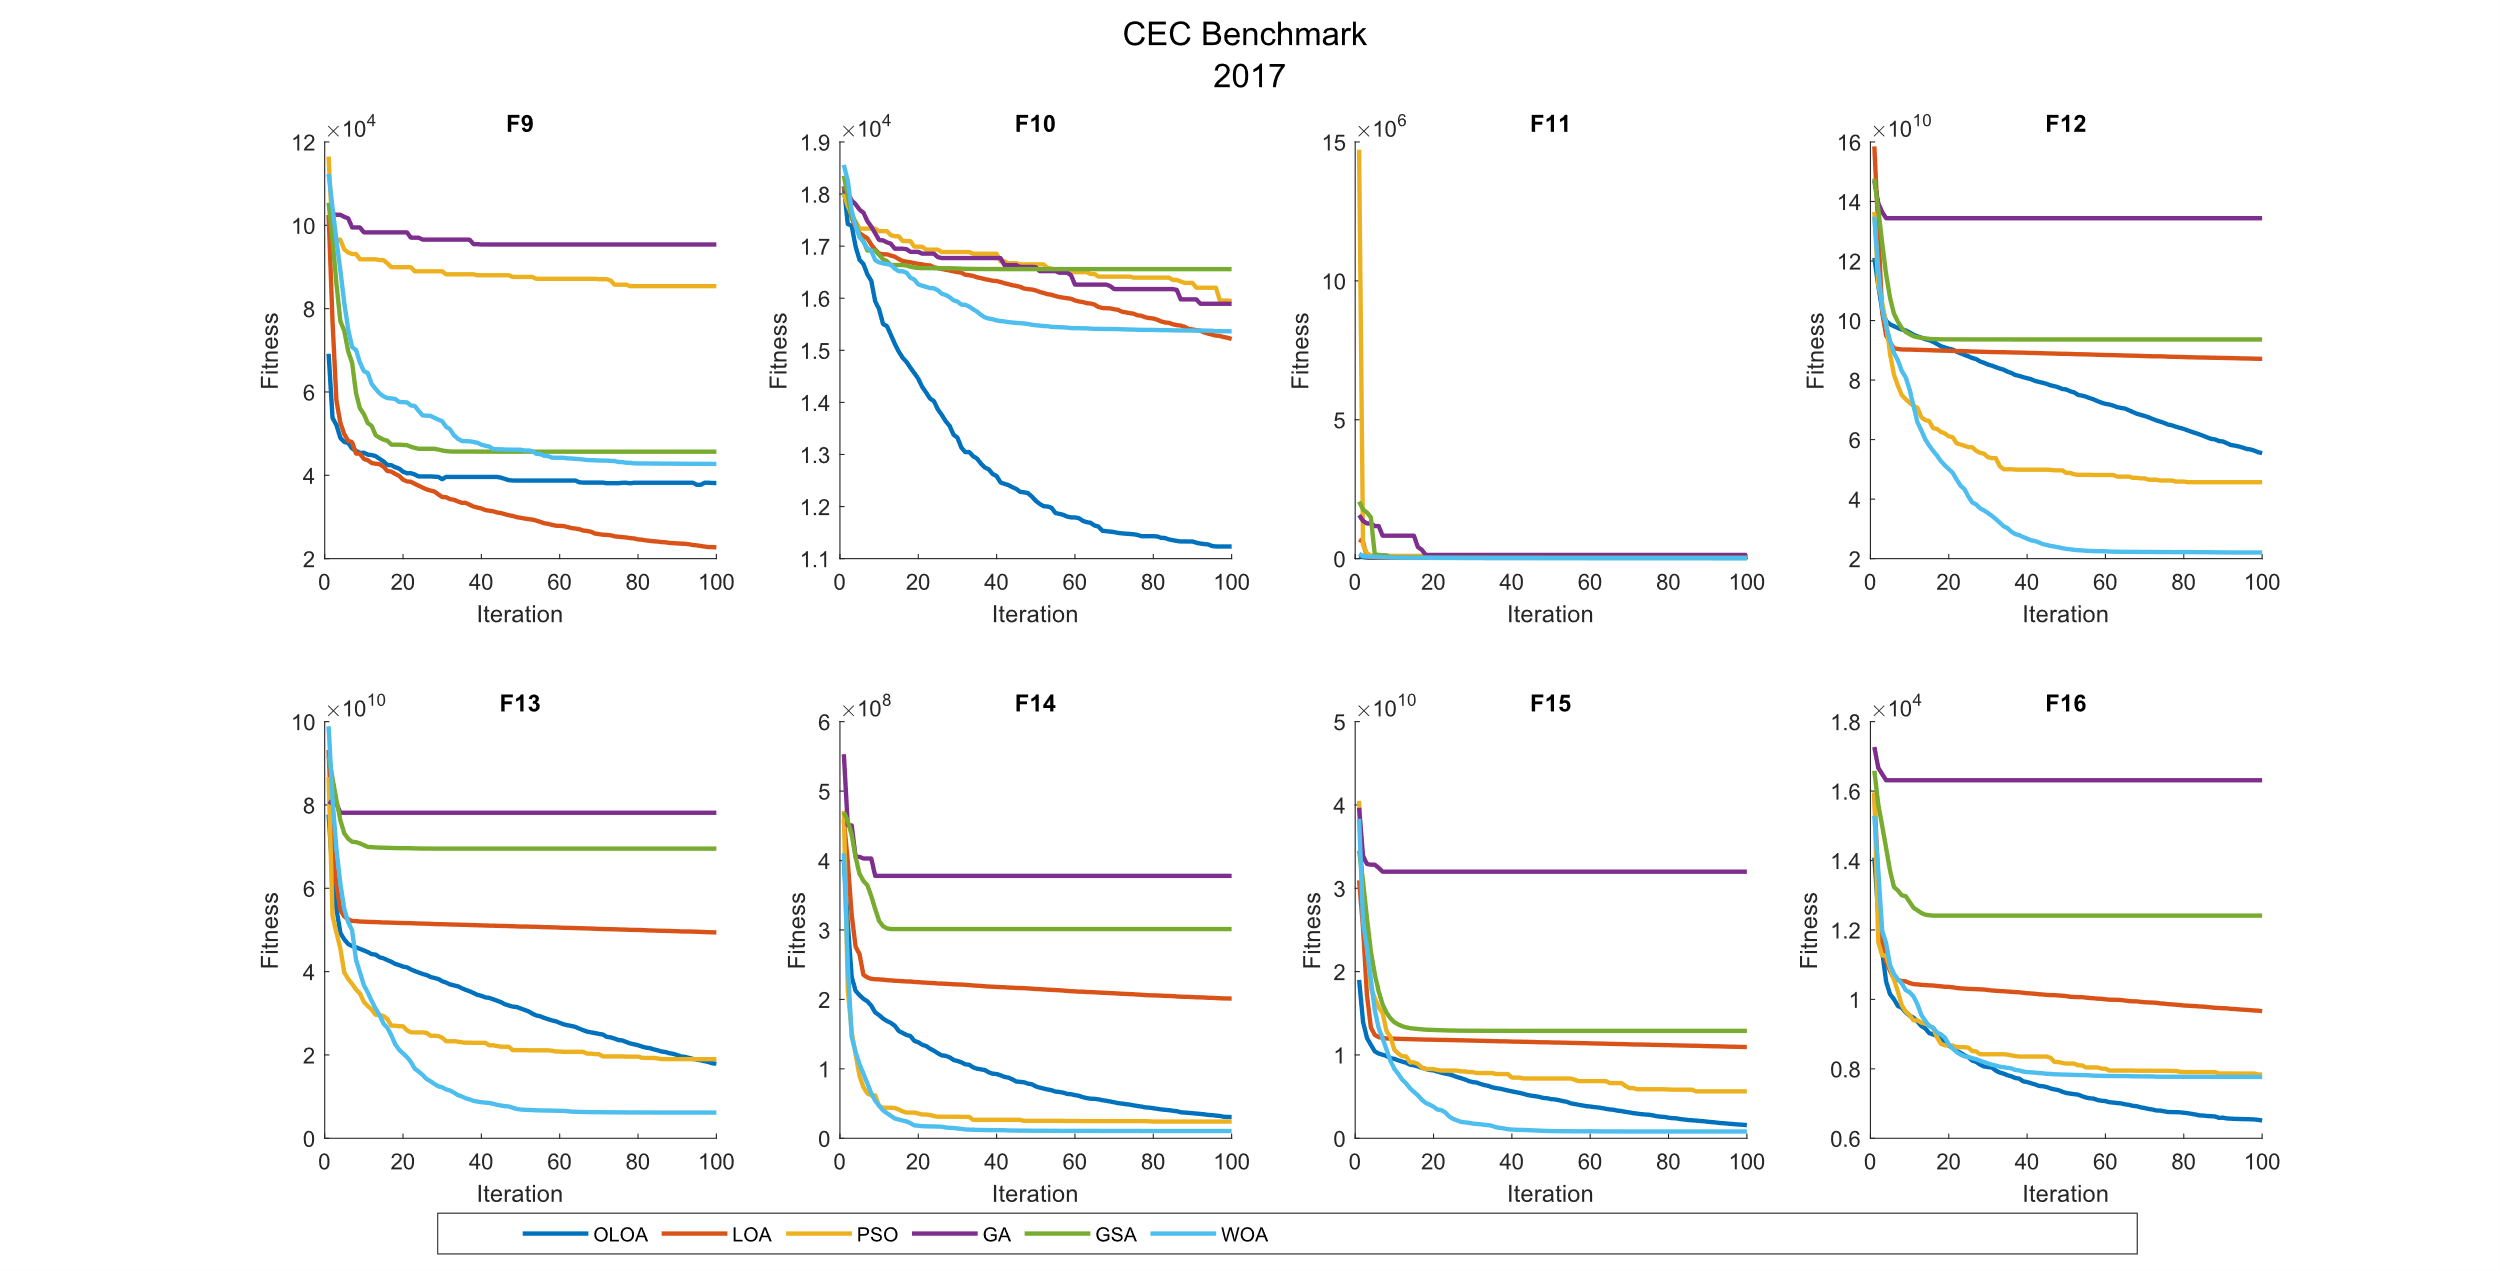 CEC Benchmark
2017
F9
F10
F11
F12
×10^4
×10^4
×10^6
×10^10
12
10
8
6
4
2
Fitness
0 20 40 60 80 100
Iteration
1.9
1.8
1.7
1.6
1.5
1.4
1.3
1.2
1.1
Fitness
0 20 40 60 80 100
Iteration
15
10
5
0
Fitness
0 20 40 60 80 100
Iteration
16
14
12
10
8
6
4
2
Fitness
0 20 40 60 80 100
Iteration
F13
F14
F15
F16
×10^10
×10^8
×10^10
×10^4
10
8
6
4
2
0
Fitness
0 20 40 60 80 100
Iteration
6
5
4
3
2
1
0
Fitness
0 20 40 60 80 100
Iteration
5
4
3
2
1
0
Fitness
0 20 40 60 80 100
Iteration
1.8
1.6
1.4
1.2
1
0.8
0.6
Fitness
0 20 40 60 80 100
Iteration
OLOA LOA PSO GA GSA WOA